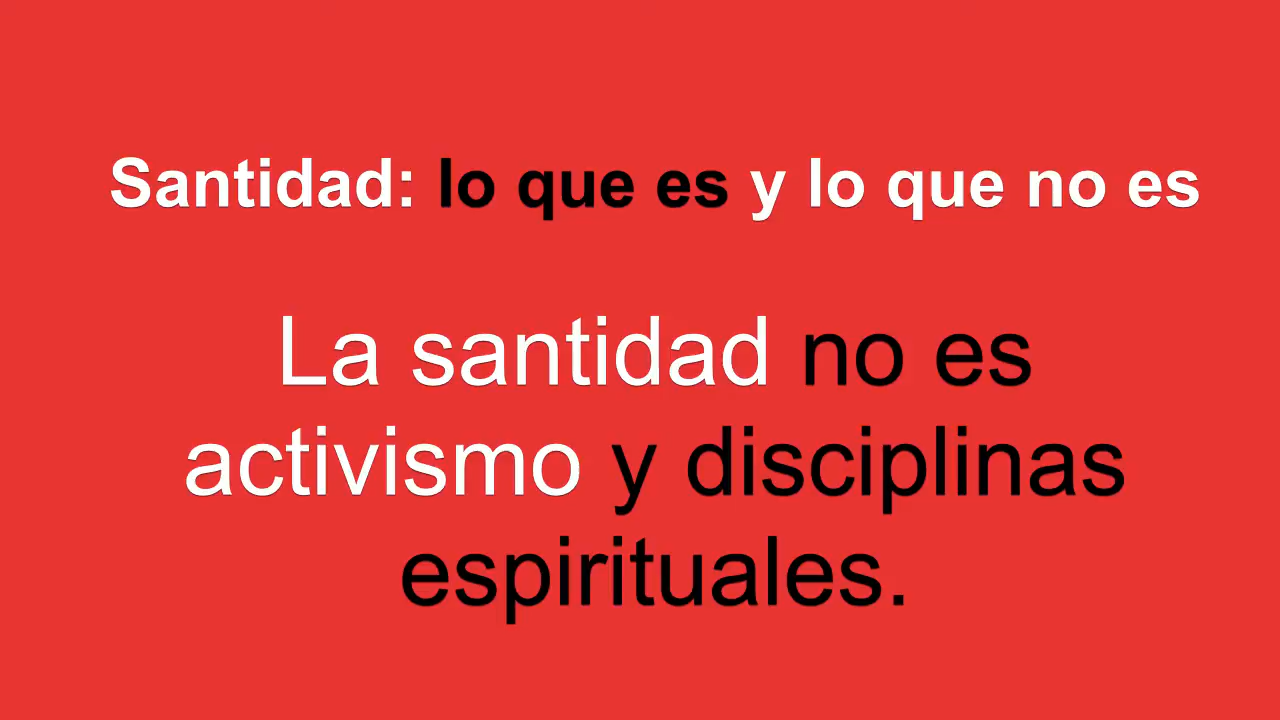 Santidad: lo que es y lo que no es
La santidad no es
activismo y disciplinas
espirituales.